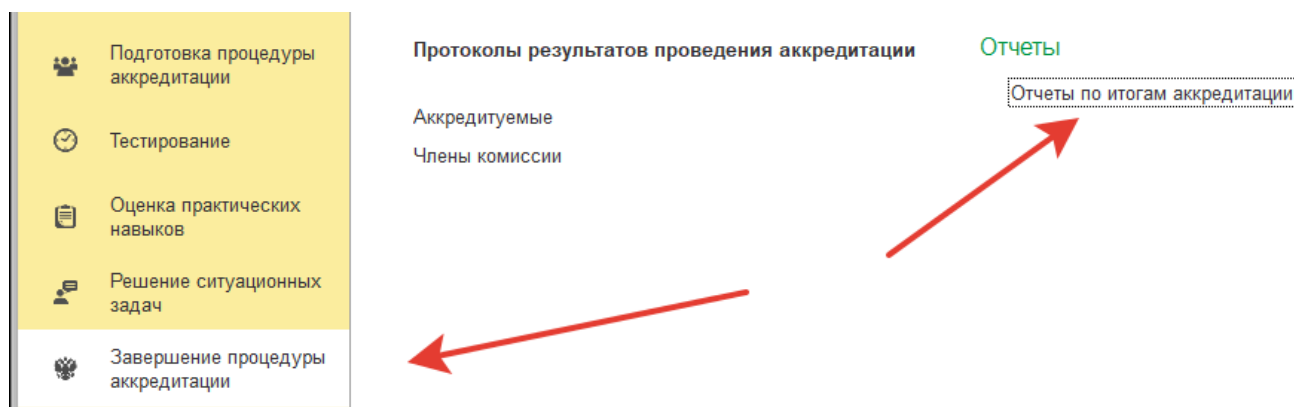 Подготовка процедуры
аккредитации
Тестирование
Оценка практических
навыков
Решение ситуационных
задач
Завершение процедуры
аккредитации
Протоколы результатов проведения аккредитации
Аккредитуемые
Члены комиссии
Отчеты
Отчеты по итогам аккредитации